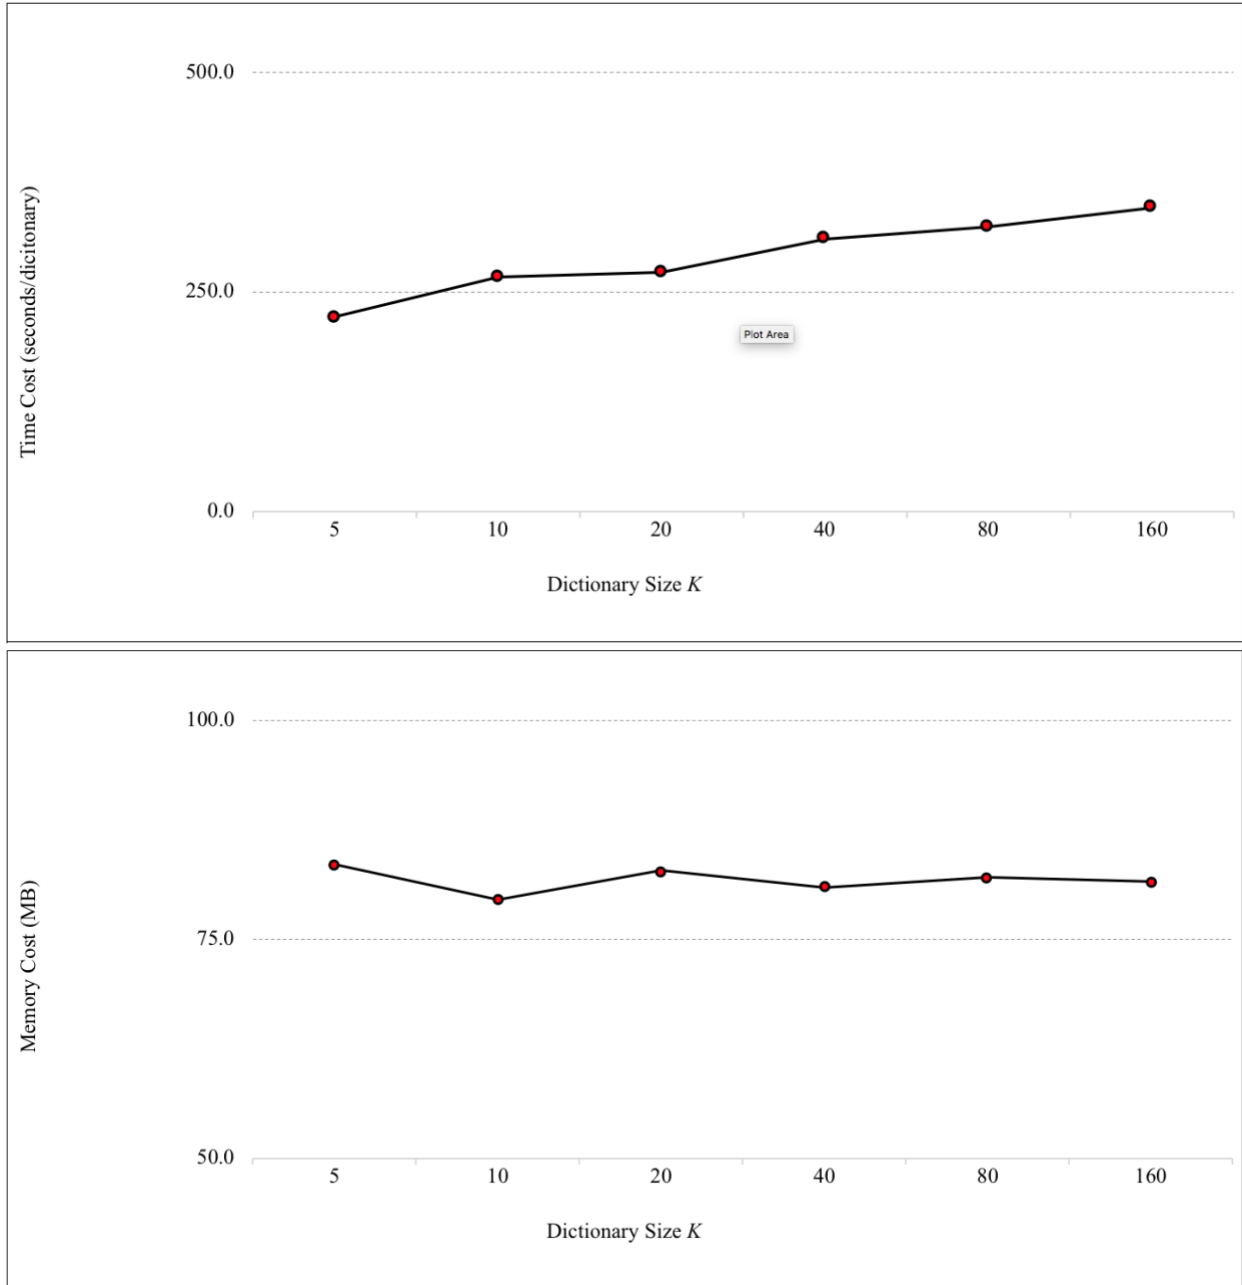 500.0
Time Cost (seconds/dicitonary)
250.0
Plot Area
0.0
5 10 20 40 80 160
Dictionary Size K
100.0
Memory Cost (MB)
75.0
50.0
5 10 20 40 80 160
Dictionary Size K